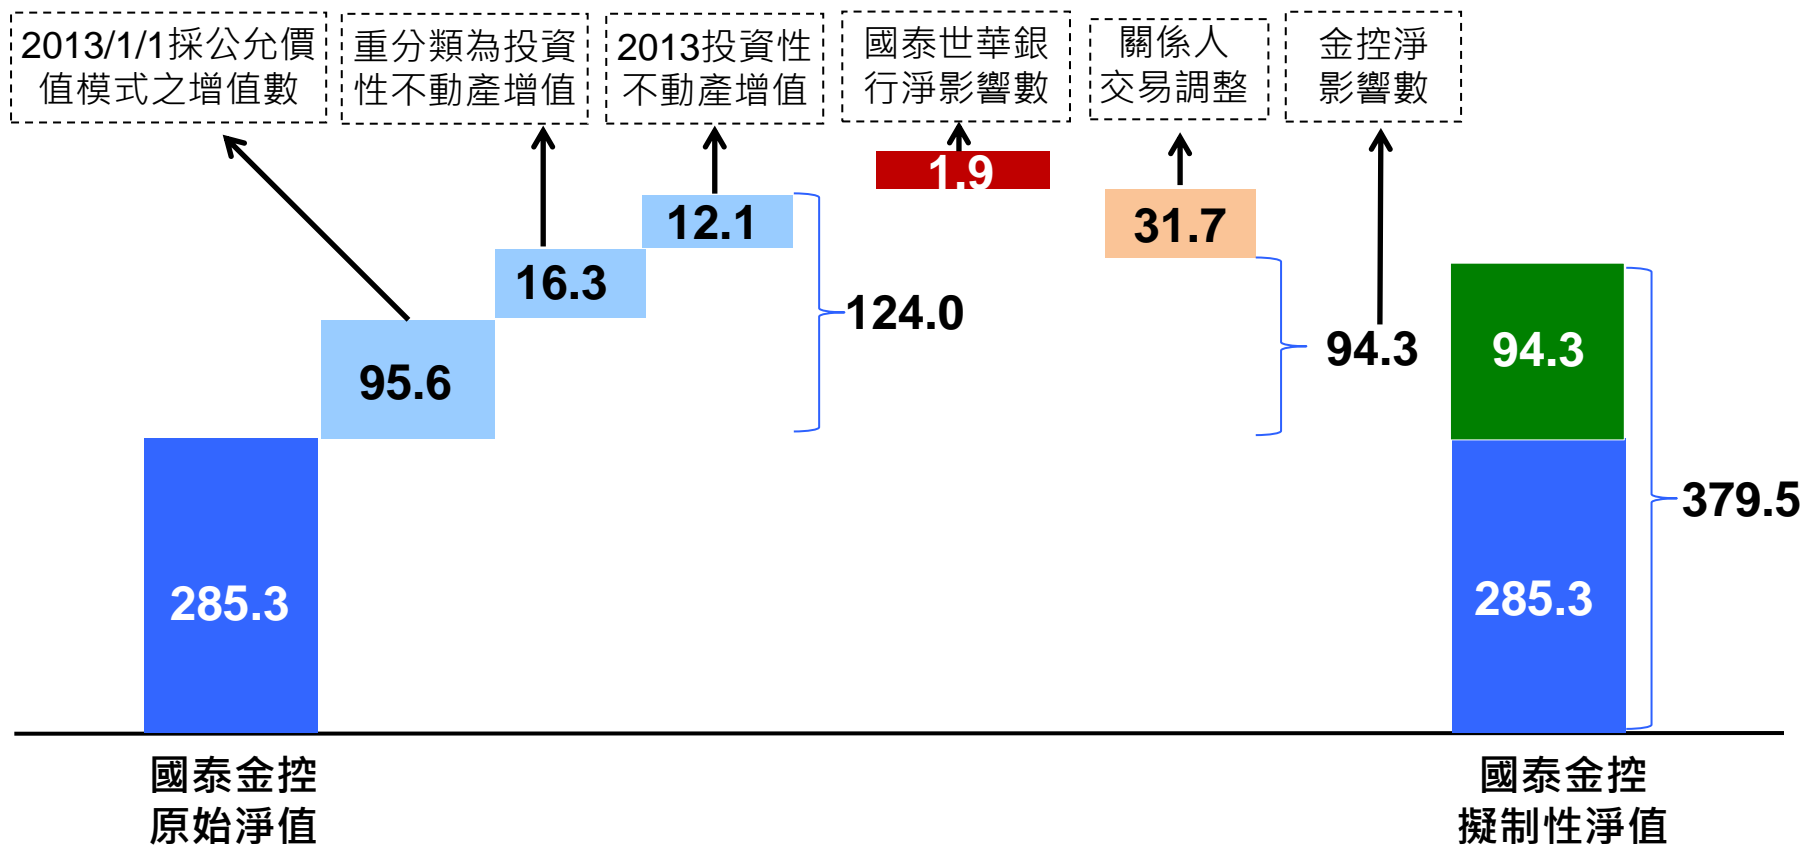 2013/1/1採公允價
值模式之增值數
重分類為投資
性不動產增值
2013投資性
不動產增值
國泰世華銀
行淨影響數
關係人
交易調整
金控淨
影響數
1.9
12.1
31.7
16.3
124.0
94.3
94.3
95.6
379.5
285.3
285.3
國泰金控
原始淨值
國泰金控
擬制性淨值